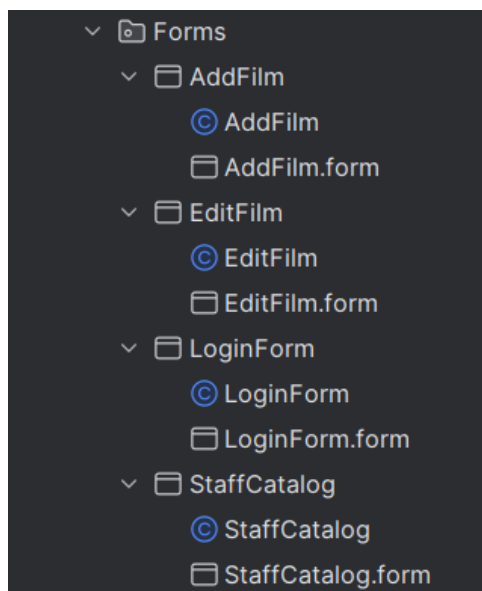 Forms
AddFilm
AddFilm
AddFilm.form
EditFilm
EditFilm
EditFilm.form
LoginForm
LoginForm
LoginForm.form
StaffCatalog
StaffCatalog
StaffCatalog.form